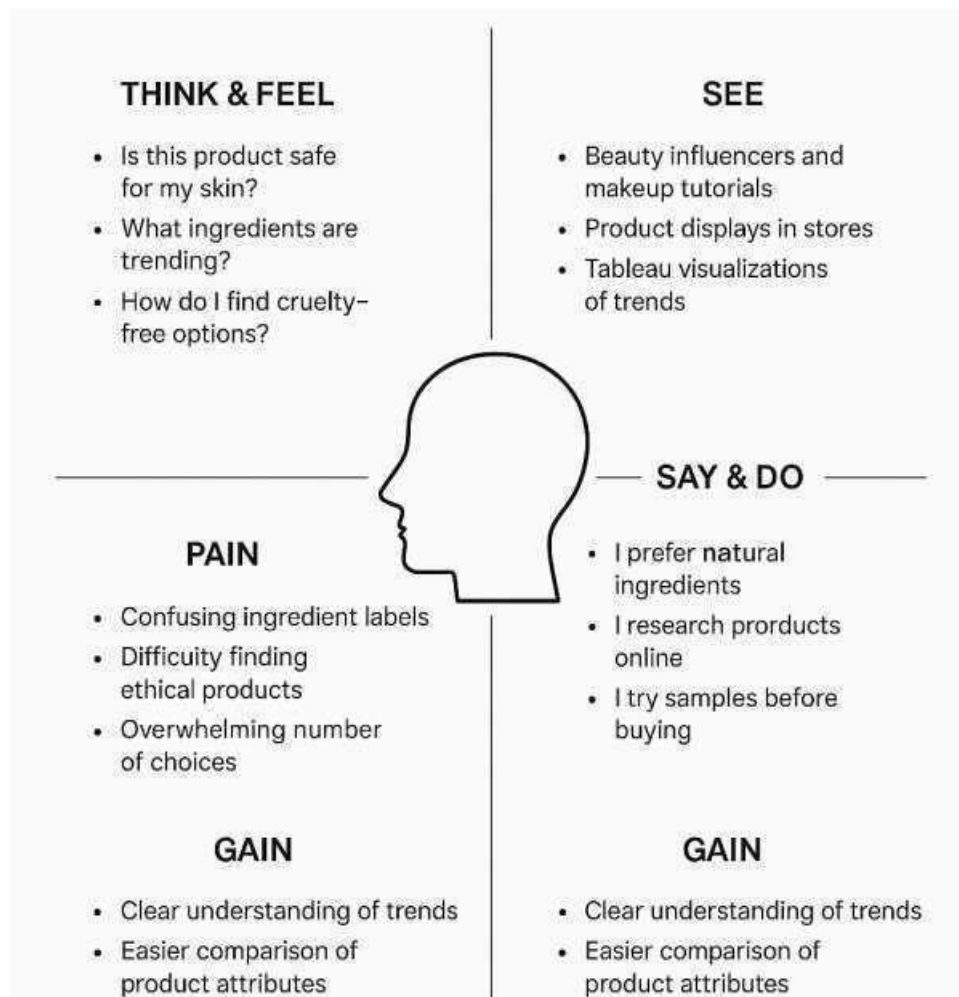 THINK & FEEL
• Is this product safe
for my skin?
• What ingredients are
trending?
• How do I find cruelty-
free options?
SEE
• Beauty influencers and
makeup tutorials
• Product displays in stores
• Tableau visualizations
of trends
PAIN
• Confusing ingredient labels
• Difficuity finding
ethical products
• Overwhelming number
of choices
SAY & DO
• I prefer natural
ingredients
• I research prorducts
online
• I try samples before
buying
GAIN
• Clear understanding of trends
• Easier comparison of
product attributes
GAIN
• Clear understanding of trends
• Easier comparison of
product attributes